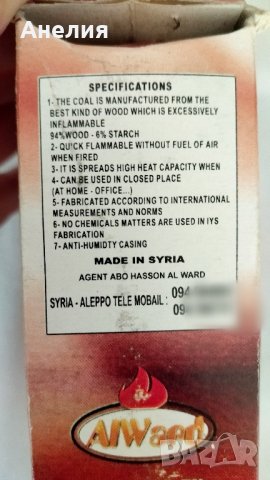 Анелия
SPECIFICATIONS
1- THE COAL IS MANUFACTURED FROM THE
BEST KIND OF WOOD WHICH IS EXCESSIVELY
INFLAMMABLE
94%WOOD - 6% STARCH
2- QUICK FLAMMABLE WITHOUT FUEL OF AIR
WHEN FIRED
3- IT IS SPREADS HIGH HEAT CAPACITY WHEN
4- CAN BE USED IN CLOSED PLACE
(AT HOME - OFFICE...)
5- FABRICATED ACCORDING TO INTERNATIONAL
MEASUREMENTS AND NORMS
6- NO CHEMICALS MATTERS ARE USED IN IYS
FABRICATION
7- ANTI-HUMIDTY CASING
MADE IN SYRIA
AGENT ABO HASSON AL WARD
SYRIA - ALEPPO TELE MOBAIL :
AlWaed
BAZAR